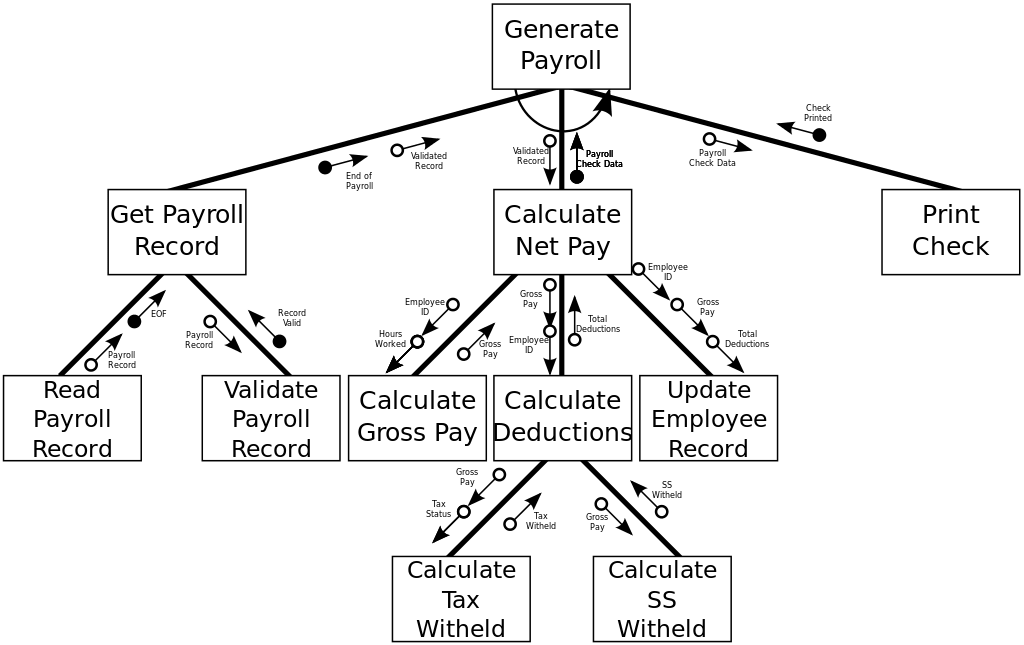 Generate
Payroll
Check
Printed
End of
Payroll
Validated
Record
Validated
Record
Payroll
Check Data
Payroll
Check Data
Get Payroll
Record
Calculate
Net Pay
Print
Check
EOF
Payroll
Record
Payroll
Record
Record
Valid
Employee
ID
Hours
Worked
Gross
Pay
Gross
Pay
Employee
ID
Total
Deductions
Employee
ID
Gross
Pay
Total
Deductions
Read
Payroll
Record
Validate
Payroll
Record
Calculate
Gross Pay
Calculate
Deductions
Update
Employee
Record
Gross
Pay
Tax
Status
Tax
Witheld
Gross
Pay
SS
Witheld
Calculate
Tax
Witheld
Calculate
SS
Witheld